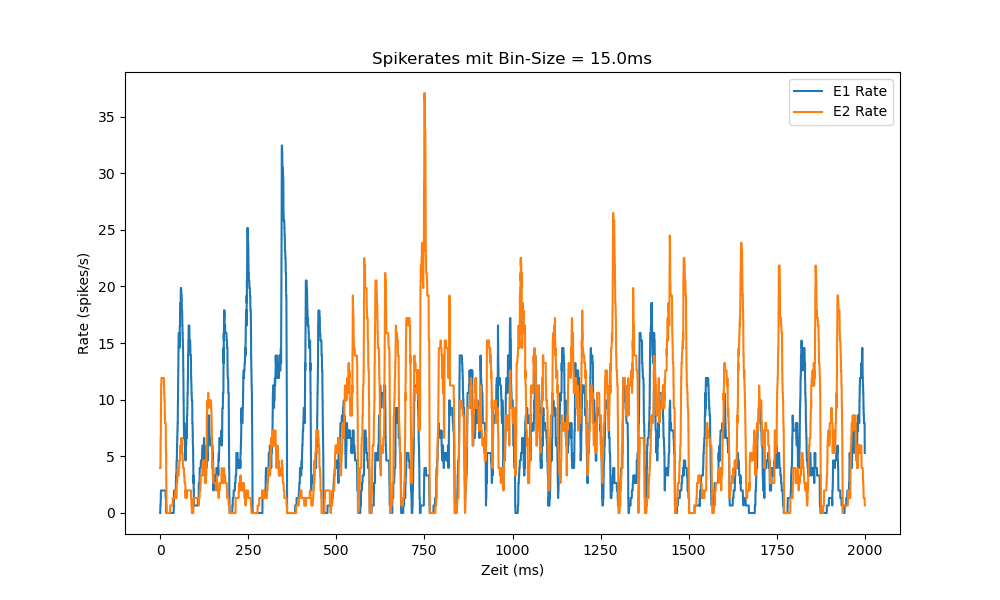 Spikerates mit Bin-Size = 15.0ms
E1 Rate
E2 Rate
Rate (spikes/s)
35
30
25
20
15
10
5
0
0 250 500 750 1000 1250 1500 1750 2000
Zeit (ms)